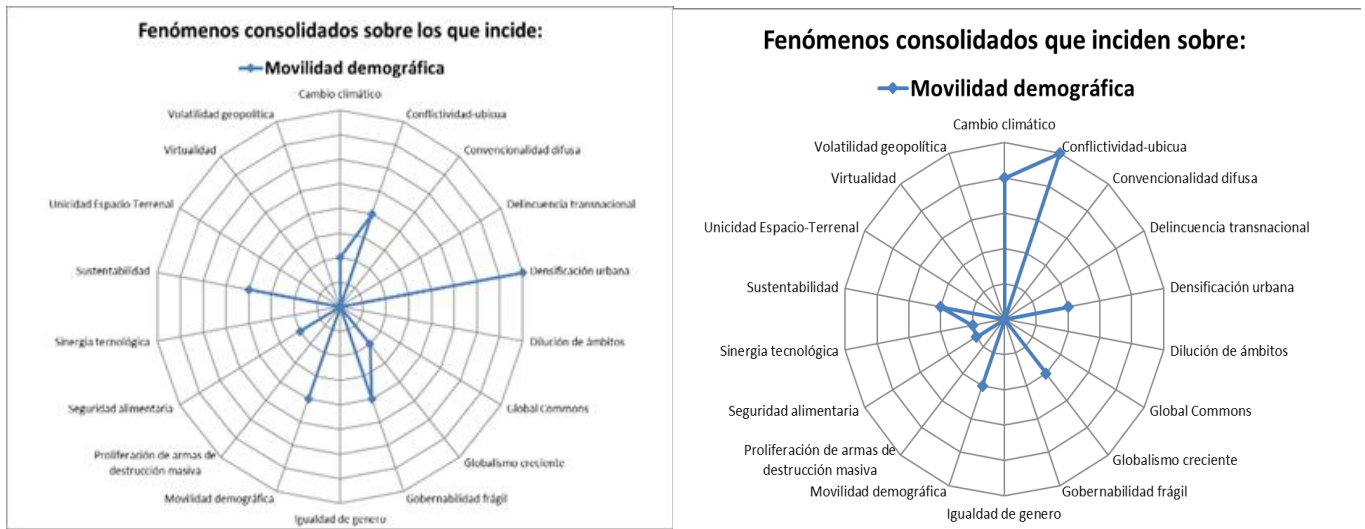 Fenómenos consolidados sobre los que incide:
Movilidad demográfica
Cambio climático
Conflictividad-ubicua
Convencionalidad difusa
Delincuencia transnacional
Densificación urbana
Dilución de ámbitos
Global Commons
Globalismo creciente
Gobernabilidad frágil
Igualdad de genero
Movilidad demográfica
Proliferación de armas de
destrucción masiva
Seguridad alimentaria
Sinergia tecnológica
Sustentabilidad
Unicidad Espacio-Terrenal
Virtualidad
Volatilidad geopolítica
Fenómenos consolidados que inciden sobre:
Movilidad demográfica
Cambio climático
Conflictividad-ubicua
Convencionalidad difusa
Delincuencia transnacional
Densificación urbana
Dilución de ámbitos
Global Commons
Globalismo creciente
Gobernabilidad frágil
Igualdad de genero
Movilidad demográfica
Proliferación de armas de
destrucción masiva
Seguridad alimentaria
Sinergia tecnológica
Sustentabilidad
Unicidad Espacio-Terrenal
Virtualidad
Volatilidad geopolítica